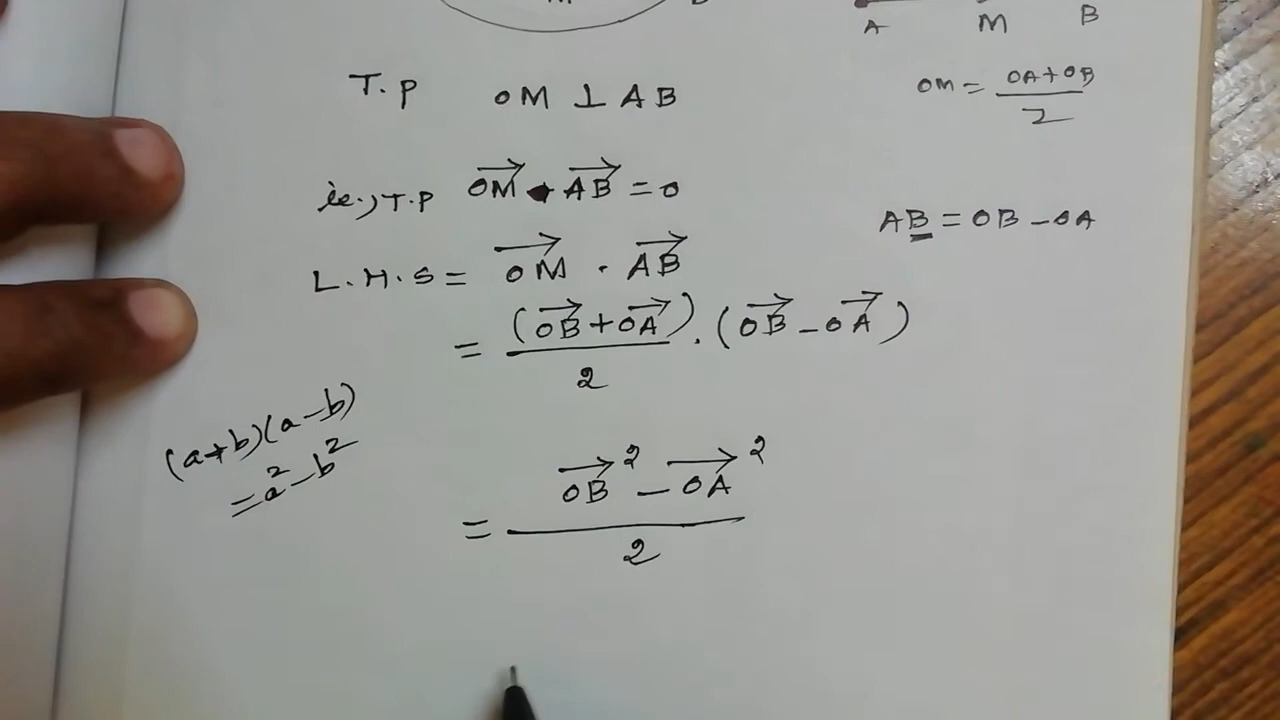 A M B
T.P OM ⊥ AB
OM = OA+OB
2
ie., T.P OM · AB = 0
AB = OB - OA
L.H.S = OM · AB
= (OB + OA) . (OB - OA)
2
(a+b)(a-b)
= a² - b²
OB² - OA²
=
2